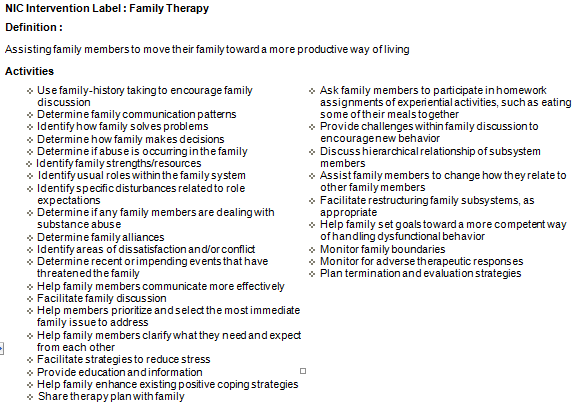 NIC Intervention Label : Family Therapy
Definition :
Assisting family members to move their family toward a more productive way of living
Activities
❖ Use family-history taking to encourage family
discussion
❖ Determine family communication patterns
❖ Identify how family solves problems
❖ Determine how family makes decisions
❖ Determine if abuse is occurring in the family
❖ Identify family strengths/resources
❖ Identify usual roles within the family system
❖ Identify specific disturbances related to role
expectations
❖ Determine if any family members are dealing with
substance abuse
❖ Determine family alliances
❖ Identify areas of dissatisfaction and/or conflict
❖ Determine recent or impending events that have
threatened the family
❖ Help family members communicate more effectively
❖ Facilitate family discussion
❖ Help members prioritize and select the most immediate
family issue to address
❖ Help family members clarify what they need and expect
from each other
❖ Facilitate strategies to reduce stress
❖ Provide education and information
❖ Help family enhance existing positive coping strategies
❖ Share therapy plan with family
❖ Ask family members to participate in homework
assignments of experiential activities, such as eating
some of their meals together
❖ Provide challenges within family discussion to
encourage new behavior
❖ Discuss hierarchical relationship of subsystem
members
❖ Assist family members to change how they relate to
other family members
❖ Facilitate restructuring family subsystems, as
appropriate
❖ Help family set goals toward a more competent way
of handling dysfunctional behavior
❖ Monitor family boundaries
❖ Monitor for adverse therapeutic responses
❖ Plan termination and evaluation strategies